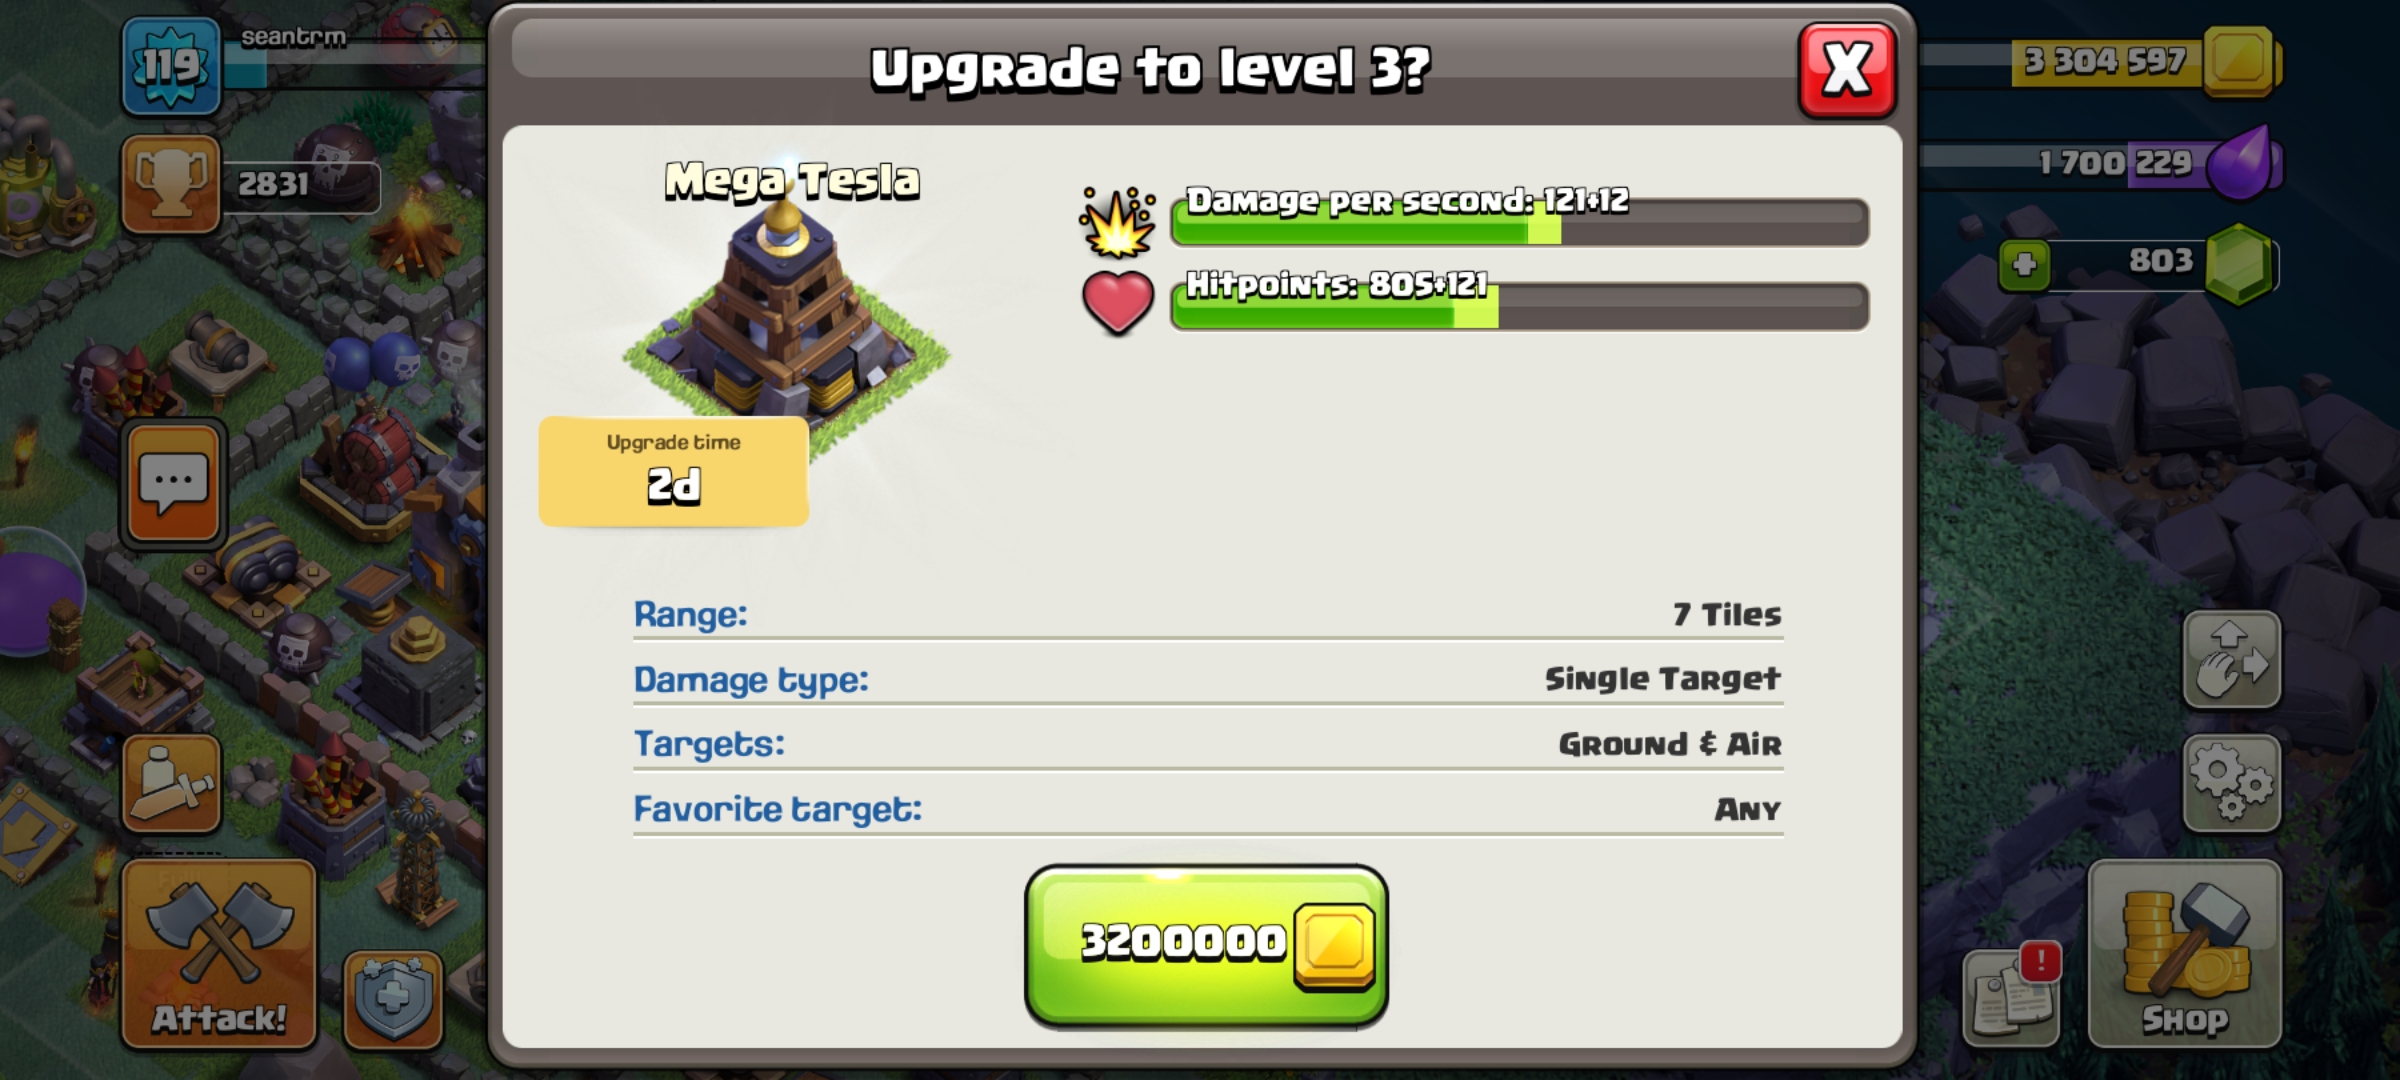 119
seantrm
2831
Upgrade to level 3?
X
3 304 597
1 700 229
803
Mega Tesla
Damage per second: 121+12
Hitpoints: 805+121
Upgrade time
2d
Range: 7 Tiles
Damage type: Single Target
Targets: Ground & Air
Favorite target: Any
3200000
Attack!
!
Shop